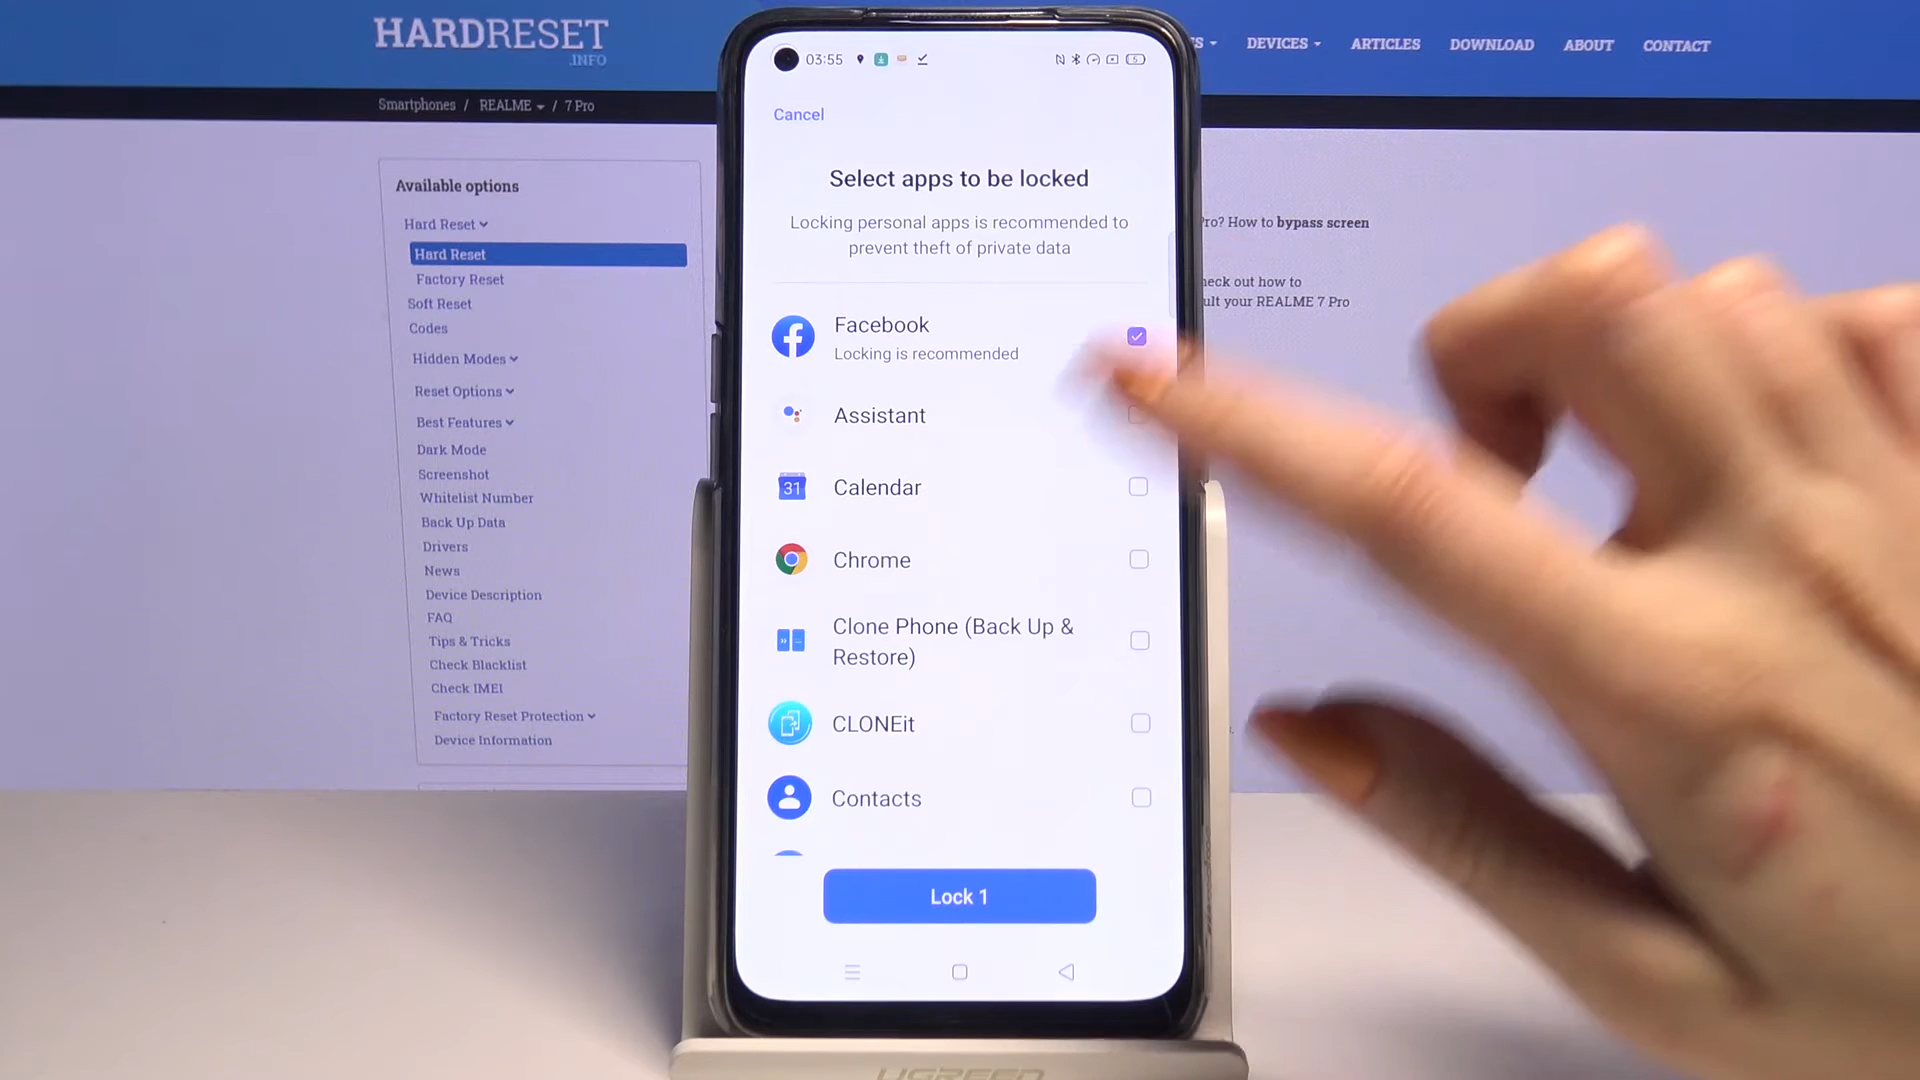 HARDRESET
.INFO
DEVICES
ARTICLES
DOWNLOAD
ABOUT
CONTACT
Smartphones / REALME / 7 Pro
Available options
Hard Reset
Hard Reset
Factory Reset
Soft Reset
Codes
Hidden Modes
Reset Options
Best Features
Dark Mode
Screenshot
Whitelist Number
Back Up Data
Drivers
News
Device Description
FAQ
Tips & Tricks
Check Blacklist
Check IMEI
Factory Reset Protection
Device Information
03:55
Cancel
Select apps to be locked
Locking personal apps is recommended to
prevent theft of private data
Facebook
Locking is recommended
Assistant
31
Calendar
Chrome
Clone Phone (Back Up &
Restore)
CLONEit
Contacts
Lock 1
? How to bypass screen
out how to
your REALME 7 Pro
UGREEN